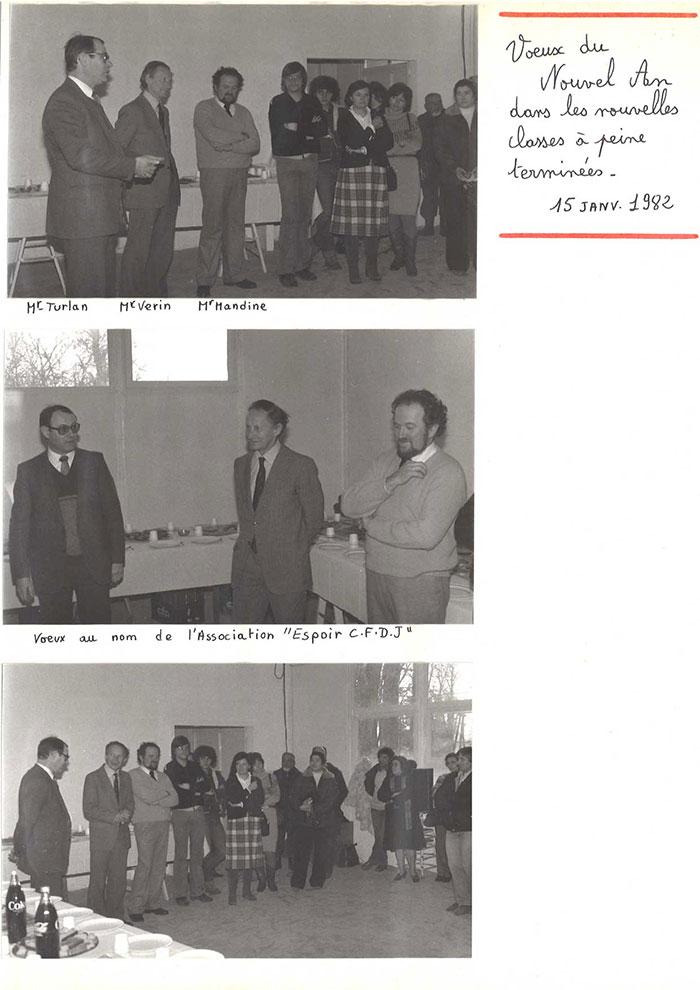 Voeux du
Nouvel An
dans les nouvelles
classes à peine
terminées.
15 JANV. 1982
Mr Turlan Mr Verin Mr Mandine
Voeux au nom de l'Association "Espoir C.F.D.J"